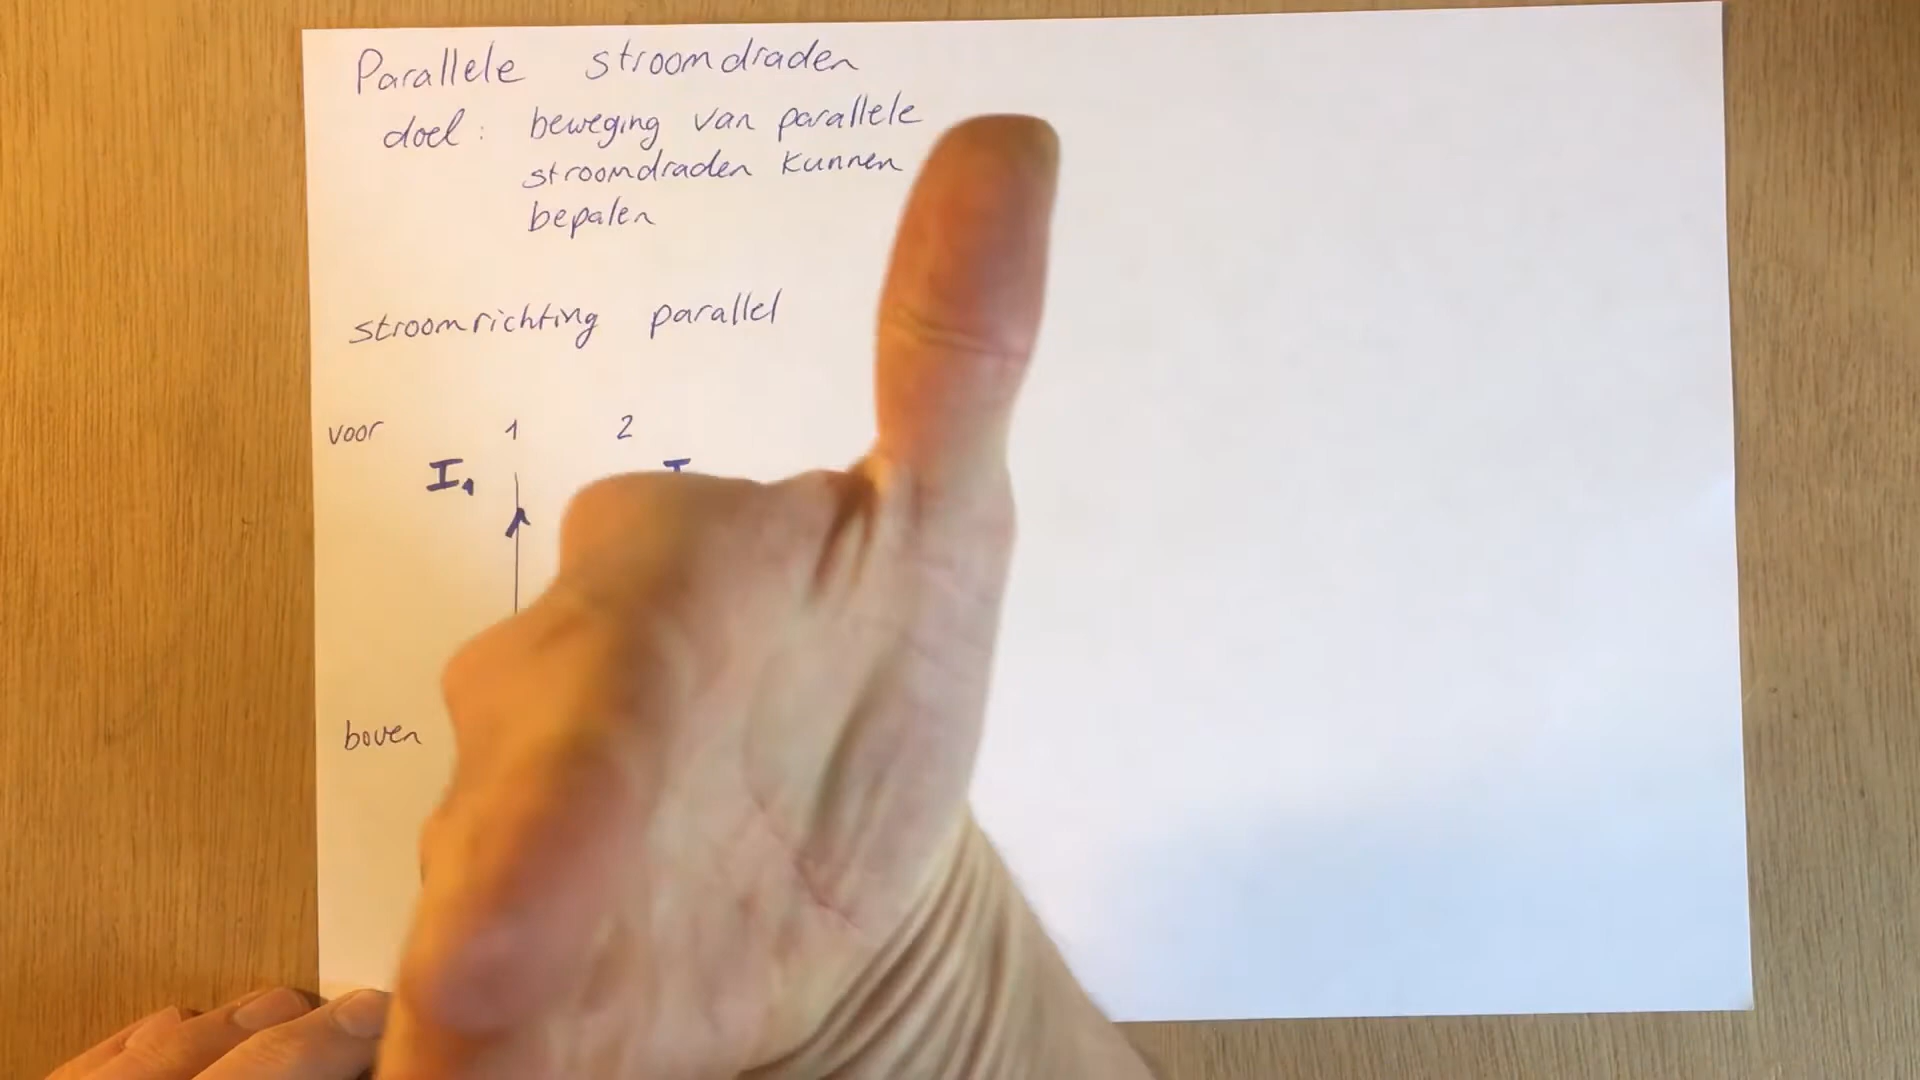 Parallele stroomdraden
doel: beweging van parallele
stroomdraden kunnen
bepalen
stroomrichting parallel
voor 1 2
I₁ I
boven